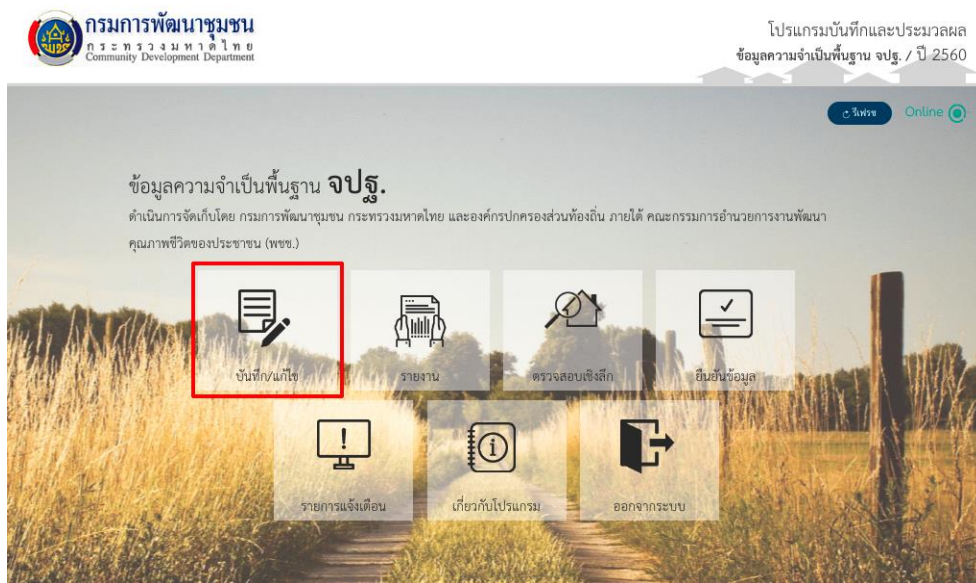 กรมการพัฒนาชุมชน
กระทรวงมหาดไทย
Community Development Department
โปรแกรมบันทึกและประมวลผล
ข้อมูลความจำเป็นพื้นฐาน จปฐ. / ปี 2560
รีเฟรช Online
ข้อมูลความจำเป็นพื้นฐาน จปฐ.
ดำเนินการจัดเก็บโดย กรมการพัฒนาชุมชน กระทรวงมหาดไทย และองค์กรปกครองส่วนท้องถิ่น ภายใต้ คณะกรรมการอำนวยการงานพัฒนา
คุณภาพชีวิตของประชาชน (พชช.)
บันทึก/แก้ไข รายงาน ตรวจสอบเชิงลึก ยืนยันข้อมูล
รายการแจ้งเตือน เกี่ยวกับโปรแกรม ออกจากระบบ